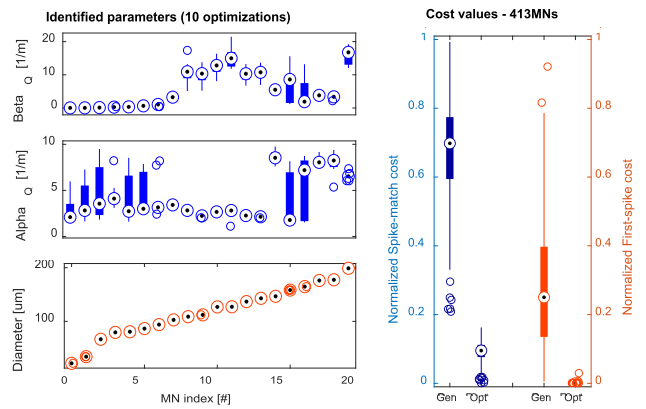 Identified parameters (10 optimizations)
Beta Q [1/m]
20
10
0
Alpha Q [1/m]
10
5
0
Diameter [um]
200
100
0
5
10
15
20
MN index [#]
Cost values - 413MNs
Normalized Spike-match cost
1
0.8
0.6
0.4
0.2
0
Gen
Opt
Gen
Opt
1
0.8
0.6
0.4
0.2
0
Normalized First-spike cost